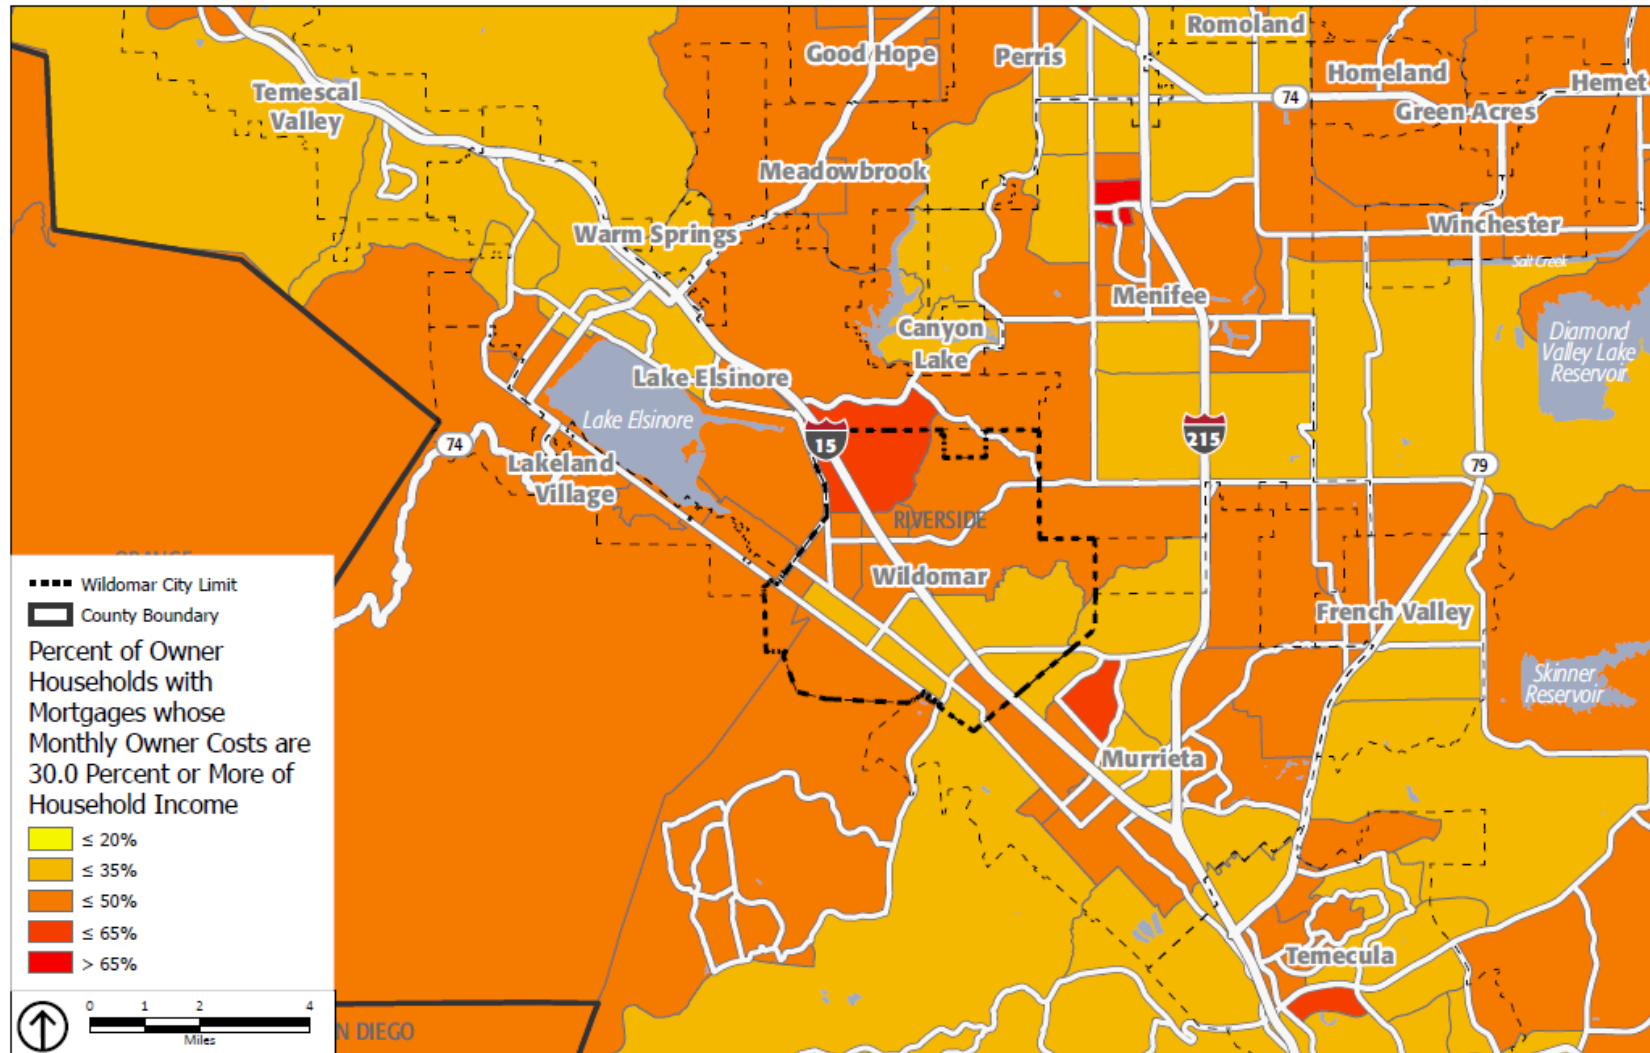 Romoland
Good Hope
Perris
Homeland
Hemet
Temescal
Valley
74
Green Acres
Meadowbrook
Winchester
Warm Springs
Salt Creek
Menifee
Canyon
Lake
Diamond
Valley Lake
Reservoir
Lake Elsinore
Lake Elsinore
15
215
74
79
Lakeland
Village
RIVERSIDE
Wildomar
French Valley
Skinner
Reservoir
Murrieta
Temecula
N DIEGO
Wildomar City Limit
County Boundary
Percent of Owner
Households with
Mortgages whose
Monthly Owner Costs are
30.0 Percent or More of
Household Income
≤ 20%
≤ 35%
≤ 50%
≤ 65%
> 65%
0 1 2 4
Miles